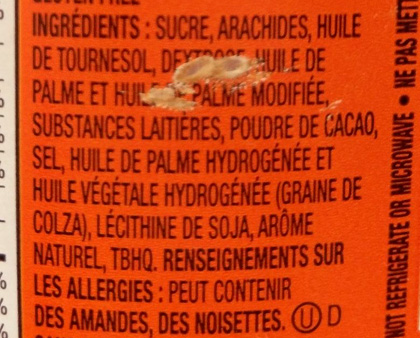 INGRÉDIENTS : SUCRE, ARACHIDES, HUILE
DE TOURNESOL, DEXTROSE, HUILE DE
PALME ET PALME MODIFIÉE,
SUBSTANCES LAITIÈRES, POUDRE DE CACAO,
SEL, HUILE DE PALME HYDROGÉNÉE ET
HUILE VÉGÉTALE HYDROGÉNÉE (GRAINE DE
COLZA), LÉCITHINE DE SOJA, ARÔME
NATUREL, TBHQ. RENSEIGNEMENTS SUR
LES ALLERGIES : PEUT CONTENIR
DES AMANDES, DES NOISETTES. Ⓤ D
NOT REFRIGERATE OR MICROWAVE • NE PAS